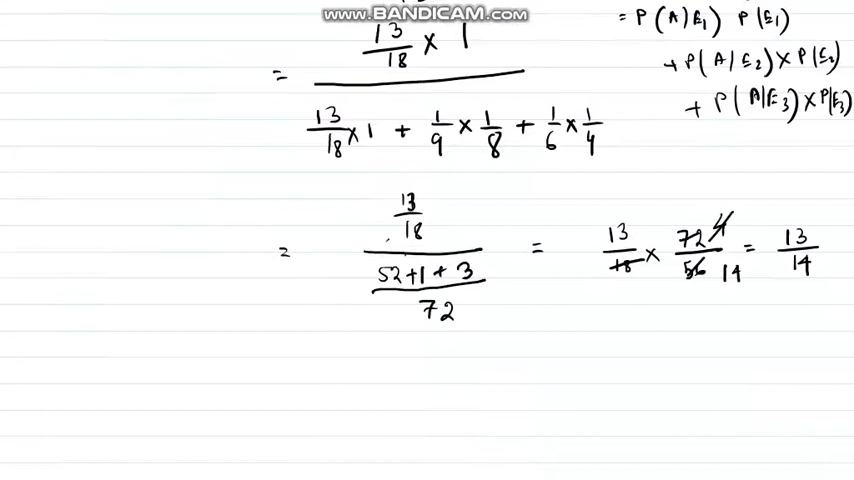 www.BANDICAM.com
= P(A|E₁) P(E₁)
+ P(A|E₂) × P(E₂)
+ P(A|E₃) × P(E₃)
13/18 × 1
=
13/18 × 1 + 1/9 × 1/8 + 1/6 × 1/4
= (13/18) / ((52+1+3)/72) = 13/18 × 72/56 4 14 = 13/14